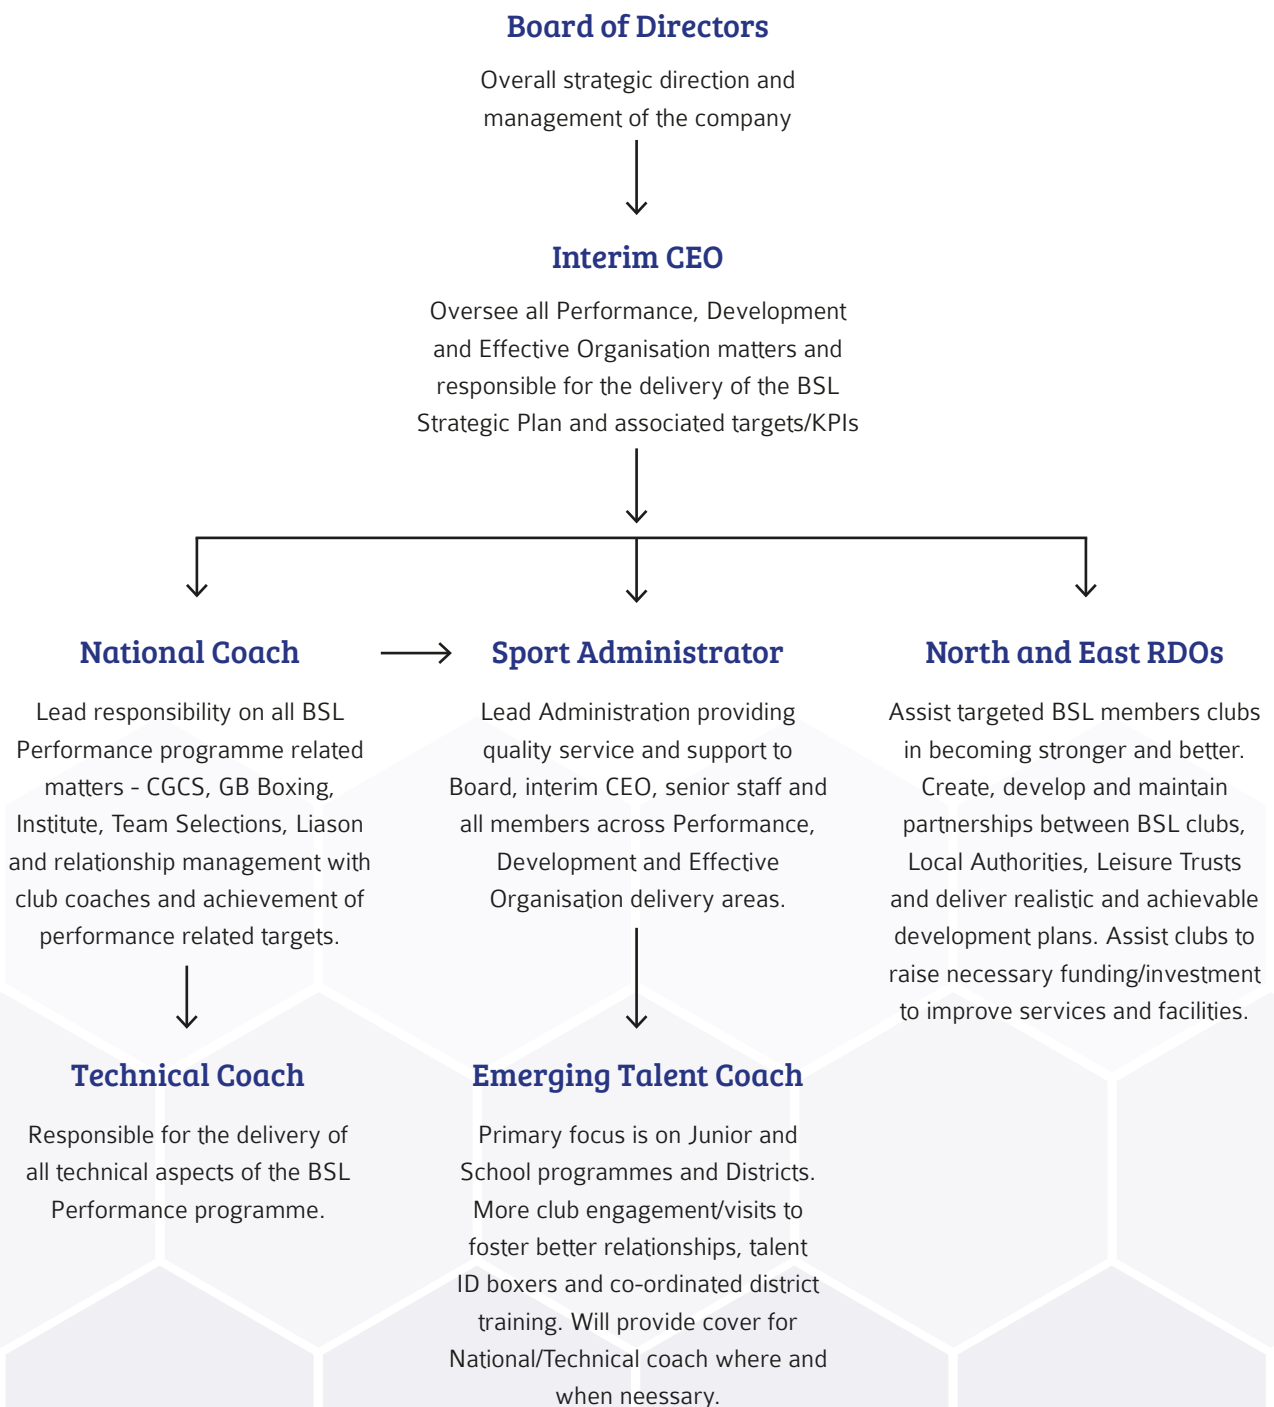 Board of Directors
Overall strategic direction and
management of the company
Interim CEO
Oversee all Performance, Development
and Effective Organisation matters and
responsible for the delivery of the BSL
Strategic Plan and associated targets/KPIs
National Coach
Lead responsibility on all BSL
Performance programme related
matters - CGCS, GB Boxing,
Institute, Team Selections, Liason
and relationship management with
club coaches and achievement of
performance related targets.
Sport Administrator
Lead Administration providing
quality service and support to
Board, interim CEO, senior staff and
all members across Performance,
Development and Effective
Organisation delivery areas.
North and East RDOs
Assist targeted BSL members clubs
in becoming stronger and better.
Create, develop and maintain
partnerships between BSL clubs,
Local Authorities, Leisure Trusts
and deliver realistic and achievable
development plans. Assist clubs to
raise necessary funding/investment
to improve services and facilities.
Technical Coach
Responsible for the delivery of
all technical aspects of the BSL
Performance programme.
Emerging Talent Coach
Primary focus is on Junior and
School programmes and Districts.
More club engagement/visits to
foster better relationships, talent
ID boxers and co-ordinated district
training. Will provide cover for
National/Technical coach where and
when neessary.